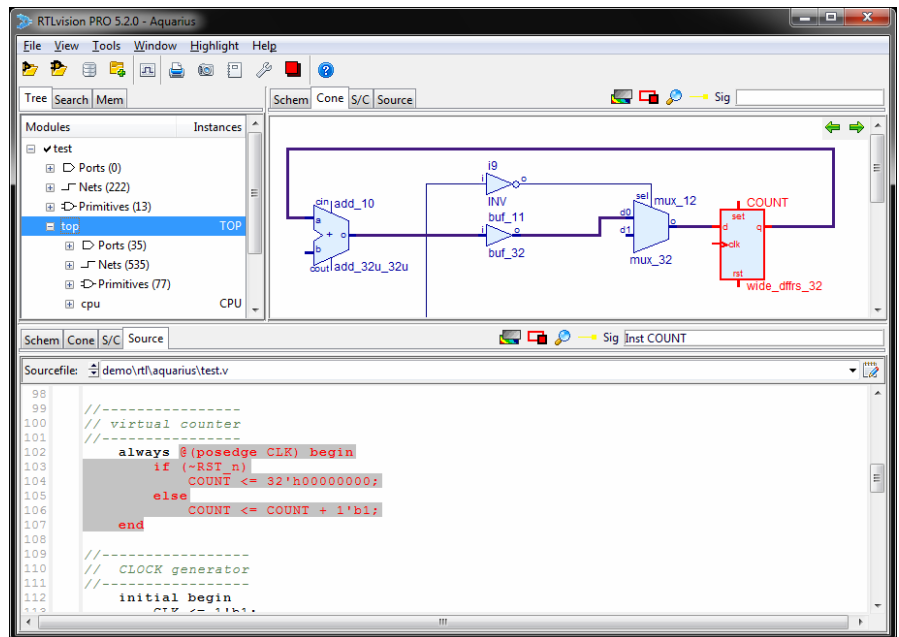 RTLvision PRO 5.2.0 - Aquarius
File View Tools Window Highlight Help
Tree Search Mem
Schem Cone S/C Source
Sig
Modules Instances
test
Ports (0)
Nets (222)
Primitives (13)
top TOP
Ports (35)
Nets (535)
Primitives (77)
cpu CPU
i9
i o
INV
cin add_10
a
+ o
b
cout add_32u_32u
buf_11
i o
buf_32
sel mux_12
d0
d1
o
mux_32
COUNT
set
d q
clk
rst
wide_dffrs_32
Schem Cone S/C Source
Sig Inst COUNT
Sourcefile: demo\rtl\aquarius\test.v
98
99 //----------------
100 // virtual counter
101 //----------------
102 always @(posedge CLK) begin
103 if (~RST_n)
104 COUNT <= 32'h00000000;
105 else
106 COUNT <= COUNT + 1'b1;
107 end
108
109 //-----------------
110 // CLOCK generator
111 //-----------------
112 initial begin
113 CLK <= 1'b1;